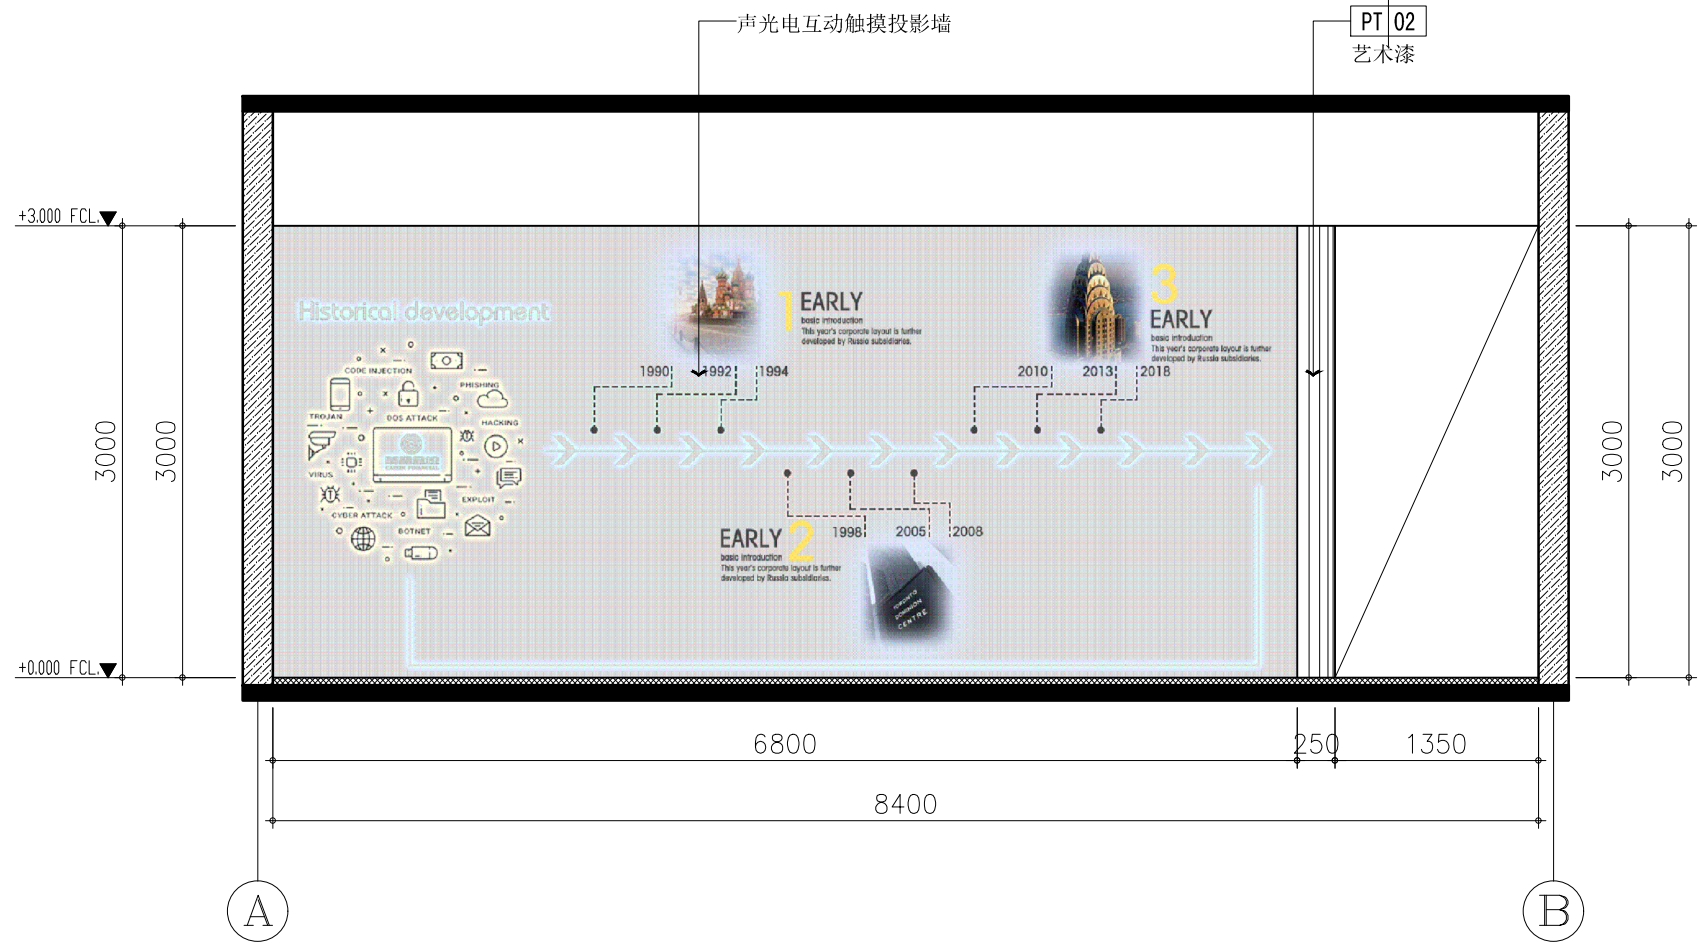 声光电互动触摸投影墙
PT 02
艺术漆
+3.000 FCL.
3000
3000
Historical development
CODE INJECTION
PHISHING
TROJAN
DOS ATTACK
HACKING
VIRUS
EXPLOIT
CYBER ATTACK
BOTNET
1 EARLY
basic introduction
This year's corporate layout is further
developed by Russia subsidiaries.
1990
1992
1994
3
EARLY
basic introduction
This year's corporate layout is further
developed by Russia subsidiaries.
2010
2013
2018
EARLY 2
basic introduction
This year's corporate layout is further
developed by Russia subsidiaries.
1998
2005
2008
TORONTO
DOMINION
CENTRE
3000
3000
+0.000 FCL.
6800
250
1350
8400
A
B